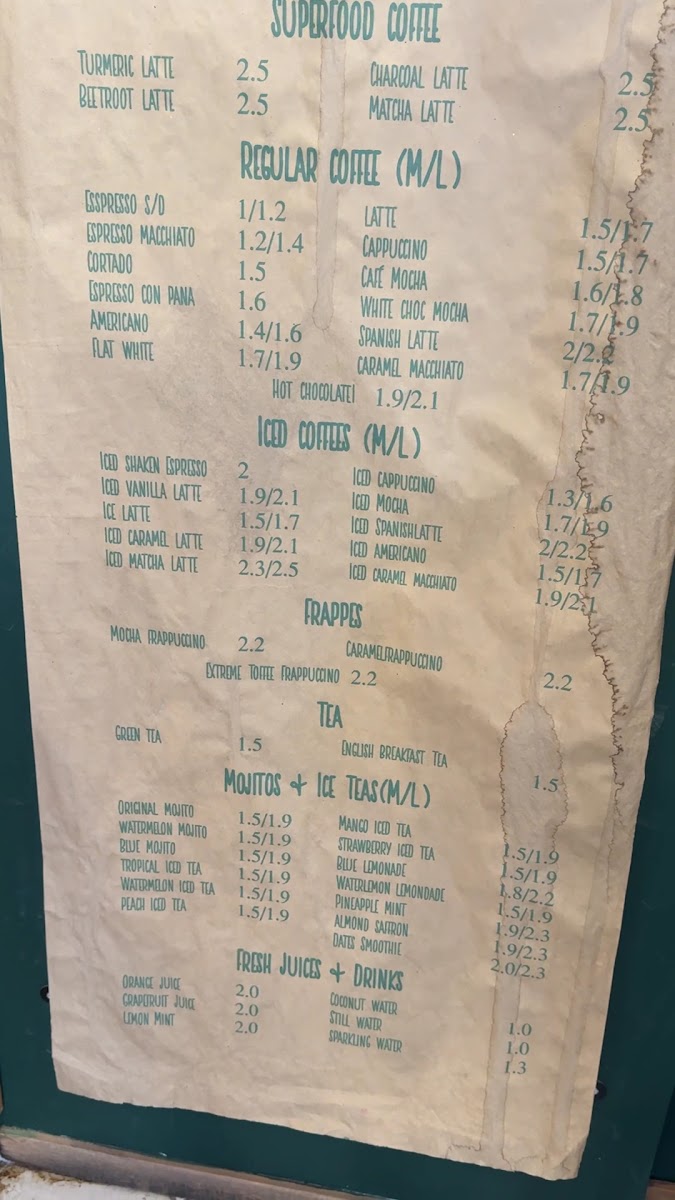 SUPERFOOD COFFEE
TURMERIC LATTE 2.5 CHARCOAL LATTE 2.5
BEETROOT LATTE 2.5 MATCHA LATTE 2.5
REGULAR COFFEE (M/L)
ESSPRESSO S/D 1/1.2 LATTE 1.5/1.7
ESPRESSO MACCHIATO 1.2/1.4 CAPPUCCINO 1.5/1.7
CORTADO 1.5 CAFÉ MOCHA 1.6/1.8
ESPRESSO CON PANA 1.6 WHITE CHOC MOCHA 1.7/1.9
AMERICANO 1.4/1.6 SPANISH LATTE 2/2.2
FLAT WHITE 1.7/1.9 CARAMEL MACCHIATO 1.7/1.9
HOT CHOCOLATE! 1.9/2.1
ICED COFFEES (M/L)
ICED SHAKEN ESPRESSO 2 ICED CAPPUCCINO 1.3/1.6
ICED VANILLA LATTE 1.9/2.1 ICED MOCHA 1.7/1.9
ICE LATTE 1.5/1.7 ICED SPANISHLATTE 2/2.2
ICED CARAMEL LATTE 1.9/2.1 ICED AMERICANO 1.5/1.7
ICED MATCHA LATTE 2.3/2.5 ICED CARAMEL MACCHIATO 1.9/2.1
FRAPPES
MOCHA FRAPPUCCINO 2.2 CARAMELFRAPPUCCINO 2.2
EXTREME TOFFEE FRAPPUCCINO 2.2
TEA
GREEN TEA 1.5 ENGLISH BREAKFAST TEA 1.5
MOJITOS & ICE TEAS(M/L)
ORIGINAL MOJITO 1.5/1.9 MANGO ICED TEA 1.5/1.9
WATERMELON MOJITO 1.5/1.9 STRAWBERRY ICED TEA 1.5/1.9
BLUE MOJITO 1.5/1.9 BLUE LEMONADE 1.8/2.2
TROPICAL ICED TEA 1.5/1.9 WATERLEMON LEMONDADE 1.5/1.9
WATERMELON ICED TEA 1.5/1.9 PINEAPPLE MINT 1.9/2.3
PEACH ICED TEA 1.5/1.9 ALMOND SAFFRON 1.9/2.3
DATES SMOOTHIE 2.0/2.3
FRESH JUICES & DRINKS
ORANGE JUICE 2.0 COCONUT WATER 1.0
GRAPEFRUIT JUICE 2.0 STILL WATER 1.0
LEMON MINT 2.0 SPARKLING WATER 1.3